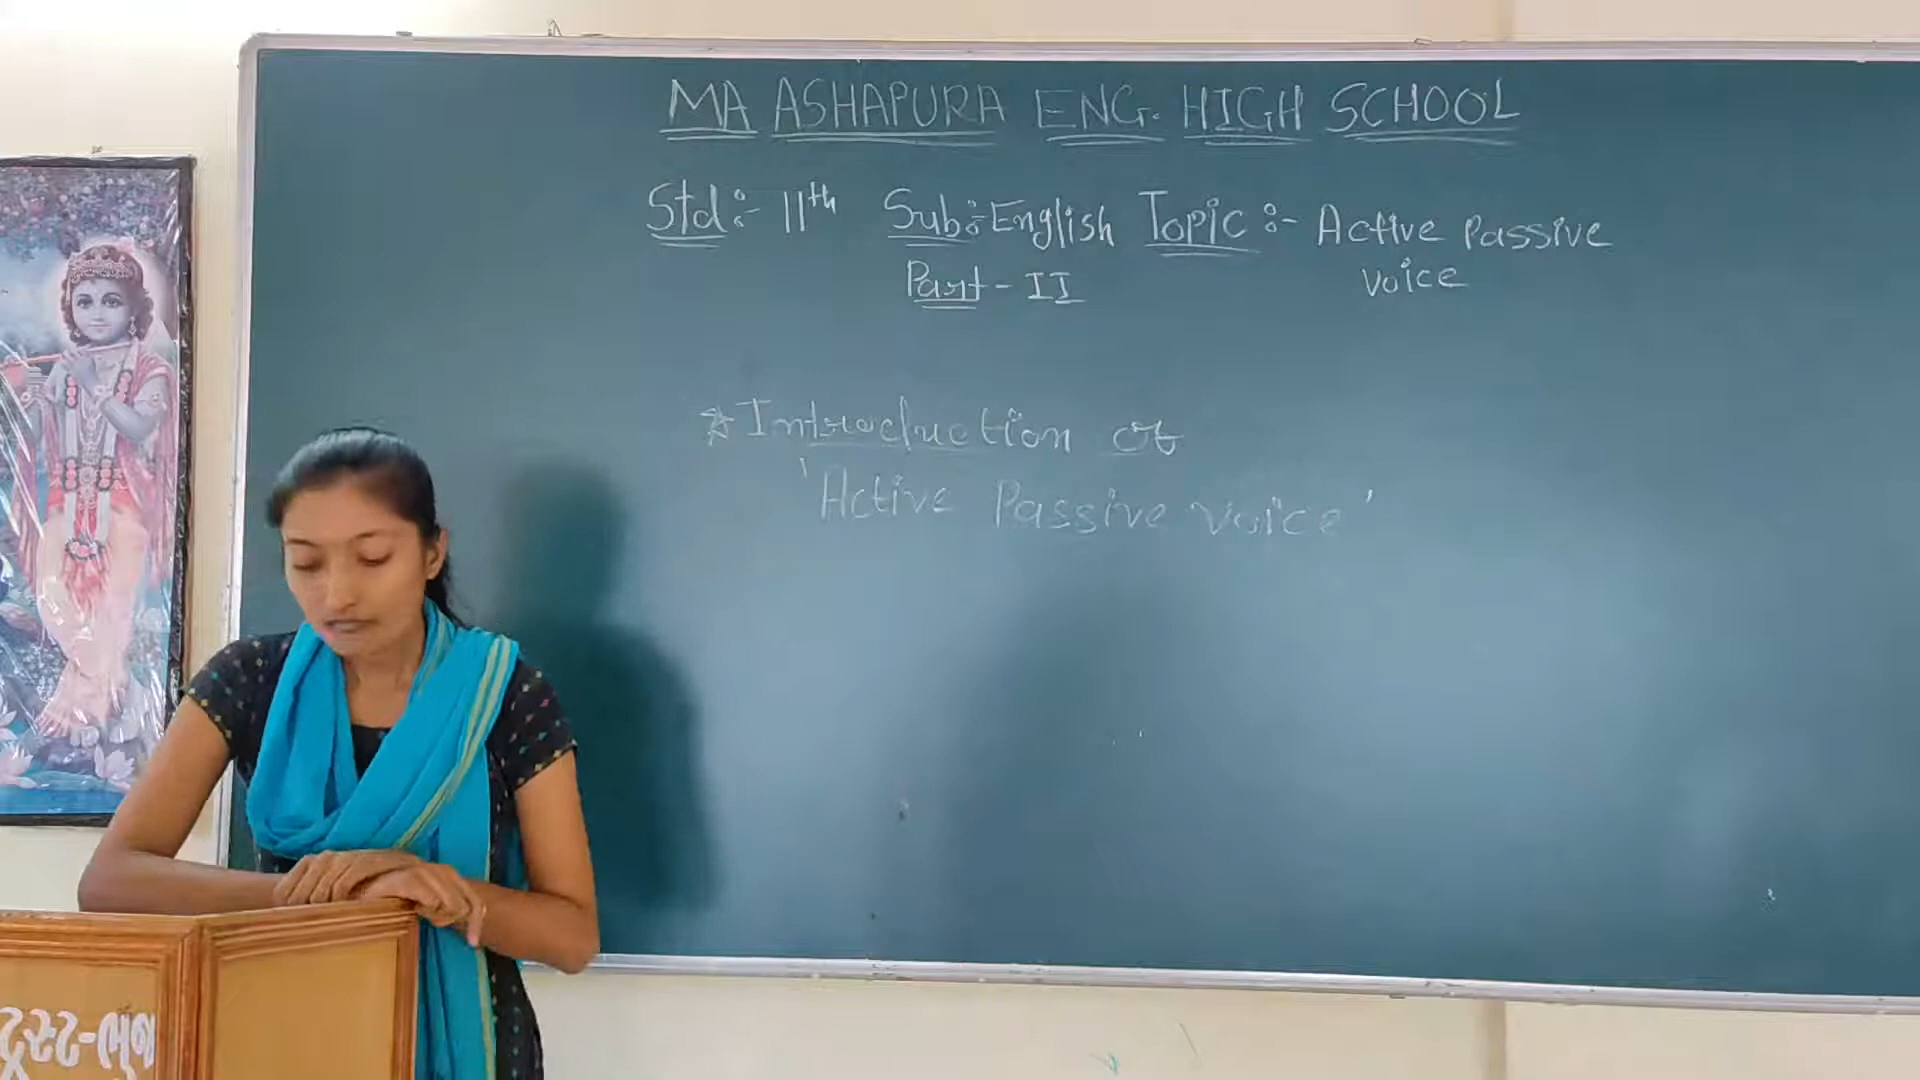 MA ASHAPURA ENG. HIGH SCHOOL
Std:- 11th Sub:- English Topic :- Active Passive
Part - II voice
* Introduction of
'Active Passive voice'